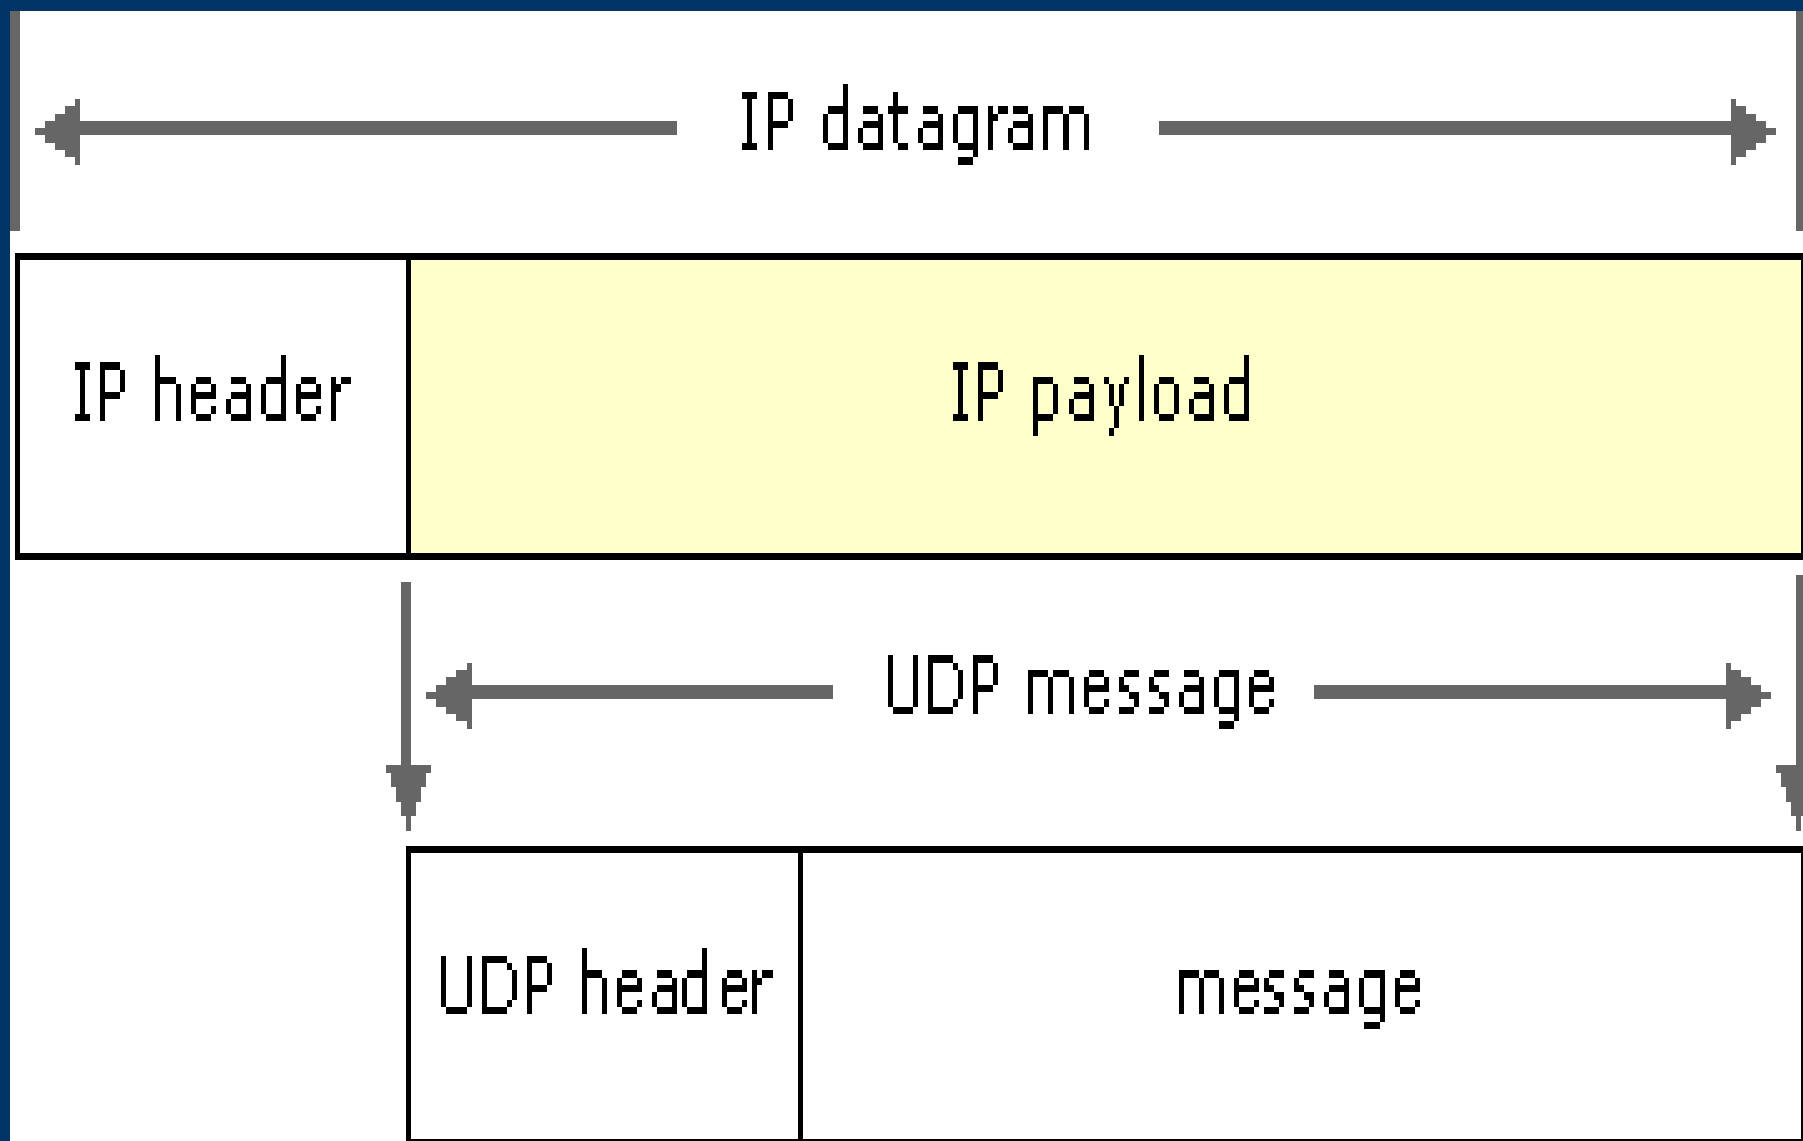 IP datagram
IP header
IP payload
UDP message
UDP header
message